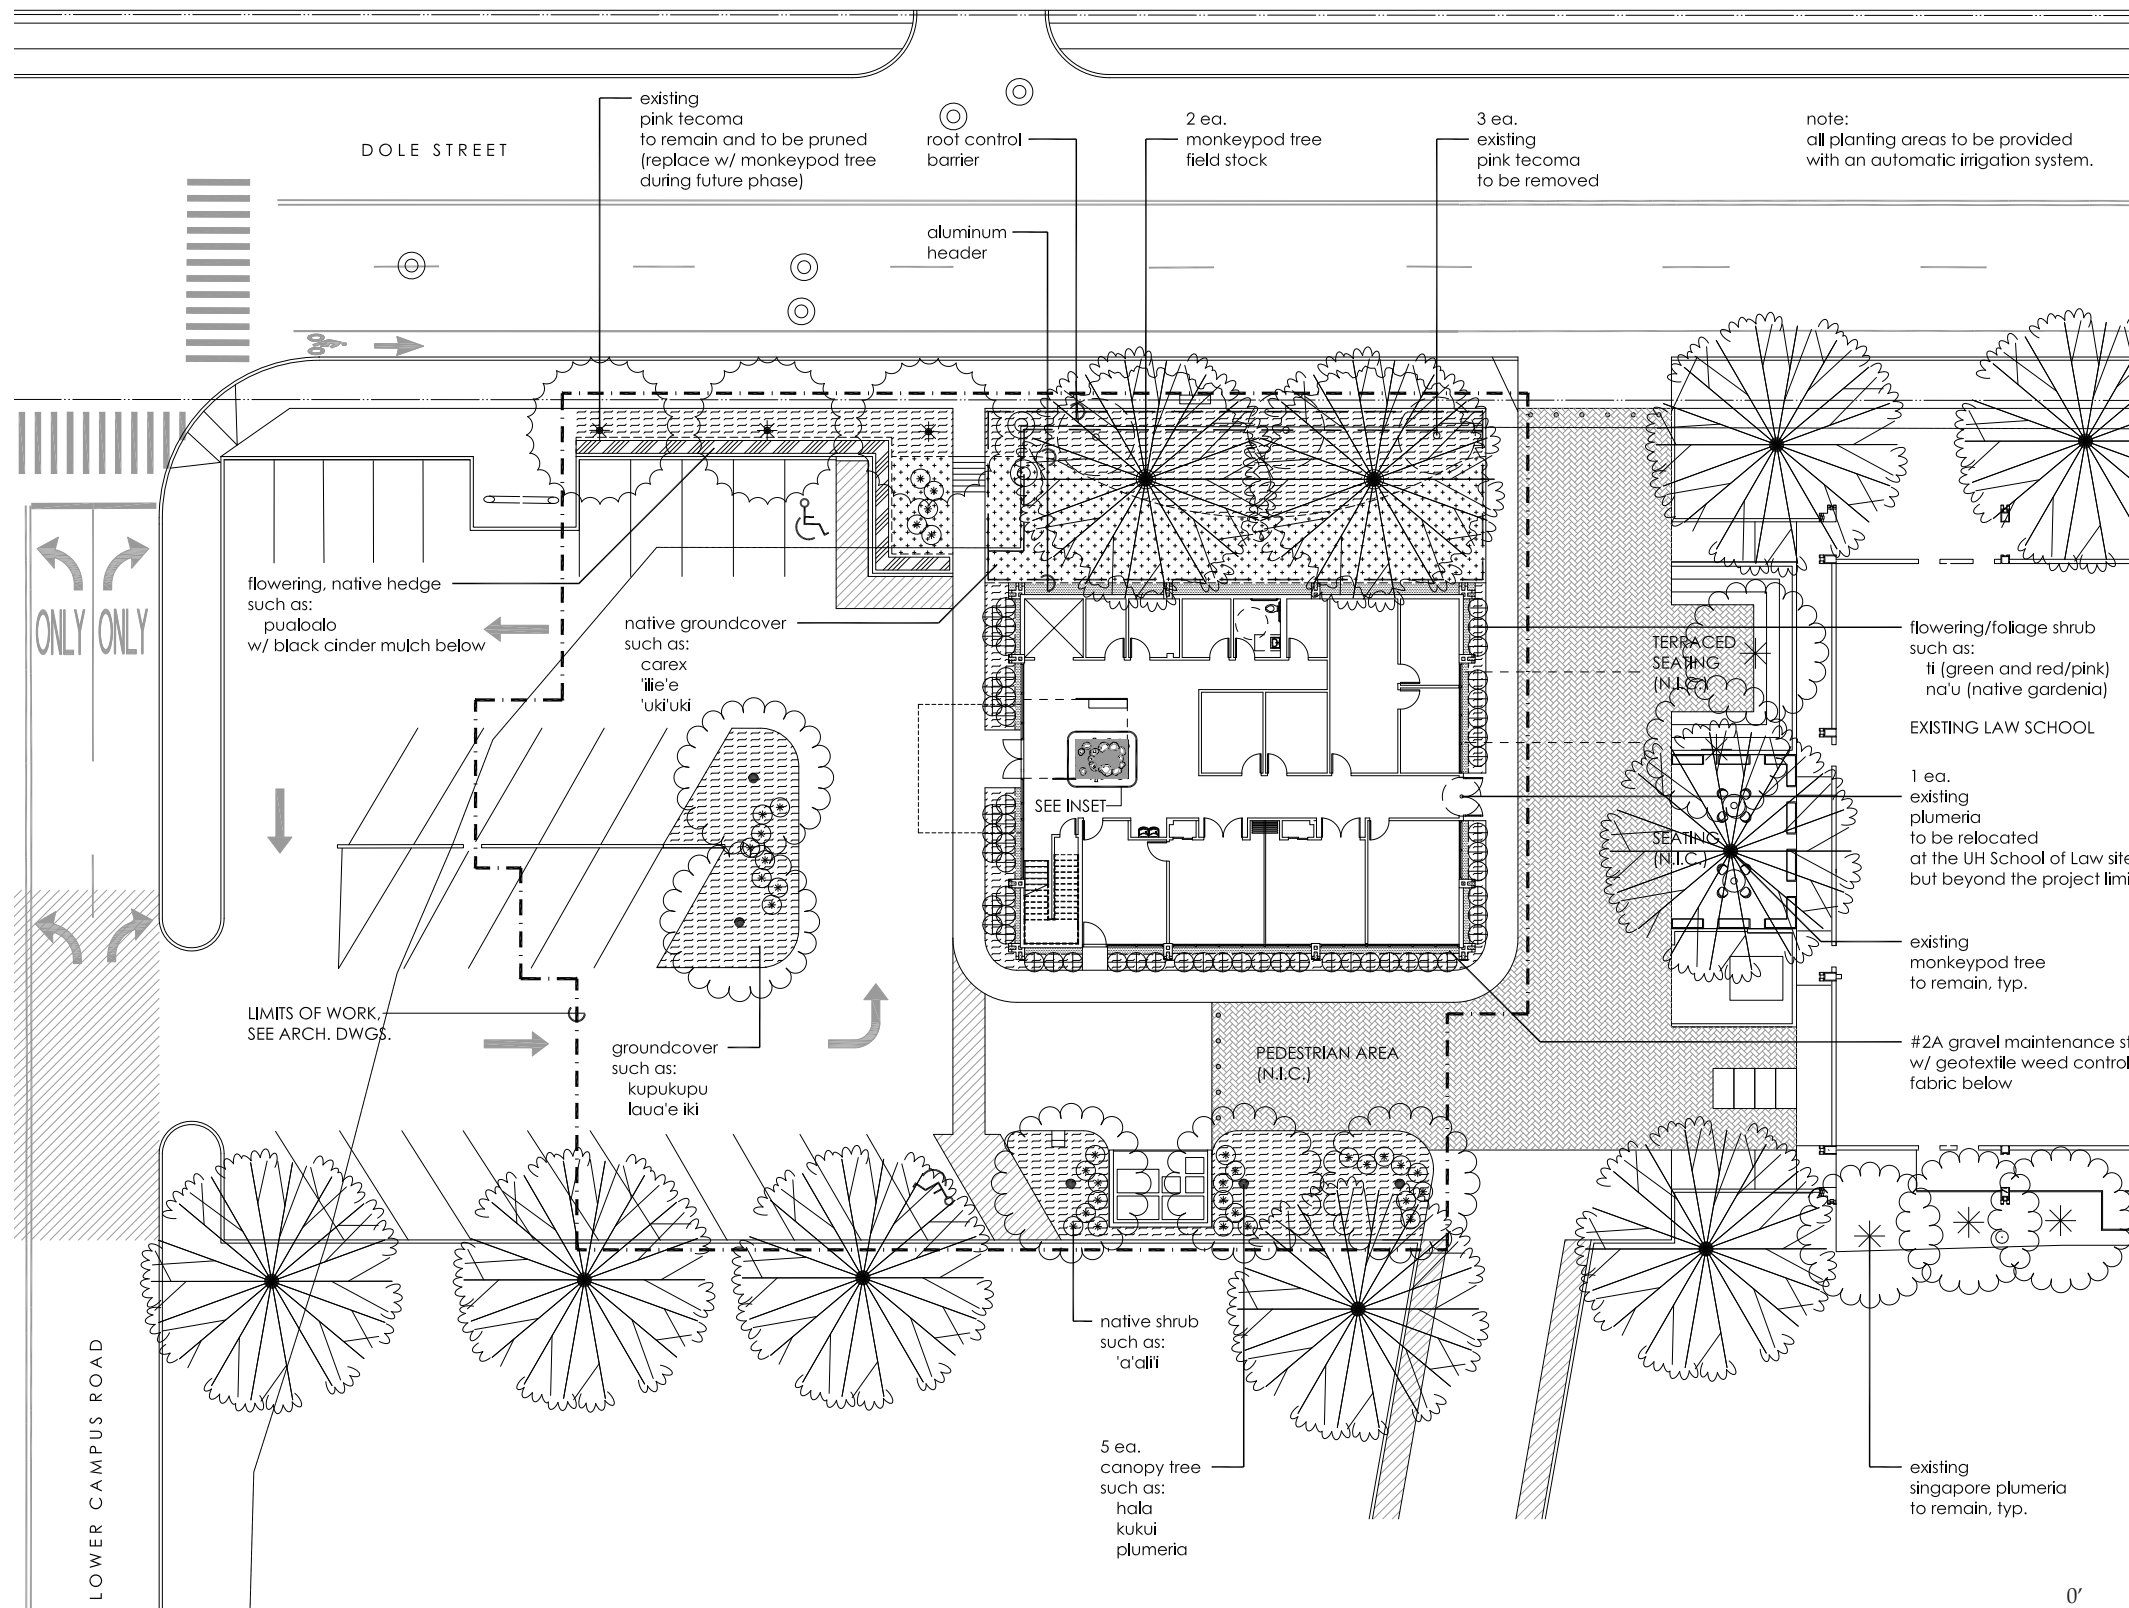 existing
pink tecoma
to remain and to be pruned
(replace w/ monkeypod tree
during future phase)
DOLE STREET
root control
barrier
2 ea.
monkeypod tree
field stock
3 ea.
existing
pink tecoma
to be removed
note:
all planting areas to be provided
with an automatic irrigation system.
aluminum
header
ONLY
ONLY
flowering, native hedge
such as:
pualoalo
w/ black cinder mulch below
native groundcover
such as:
carex
'ilie'e
'uki'uki
TERRACED
SEATING
(N.I.C.)
flowering/foliage shrub
such as:
ti (green and red/pink)
na'u (native gardenia)
EXISTING LAW SCHOOL
1 ea.
existing
plumeria
to be relocated
at the UH School of Law site
but beyond the project limi
SEE INSET
SEATING
(N.I.C.)
existing
monkeypod tree
to remain, typ.
LIMITS OF WORK,
SEE ARCH. DWGS.
groundcover
such as:
kupukupu
laua'e iki
PEDESTRIAN AREA
(N.I.C.)
#2A gravel maintenance st
w/ geotextile weed control
fabric below
native shrub
such as:
'a'ali'i
LOWER CAMPUS ROAD
5 ea.
canopy tree
such as:
hala
kukui
plumeria
existing
singapore plumeria
to remain, typ.
0'